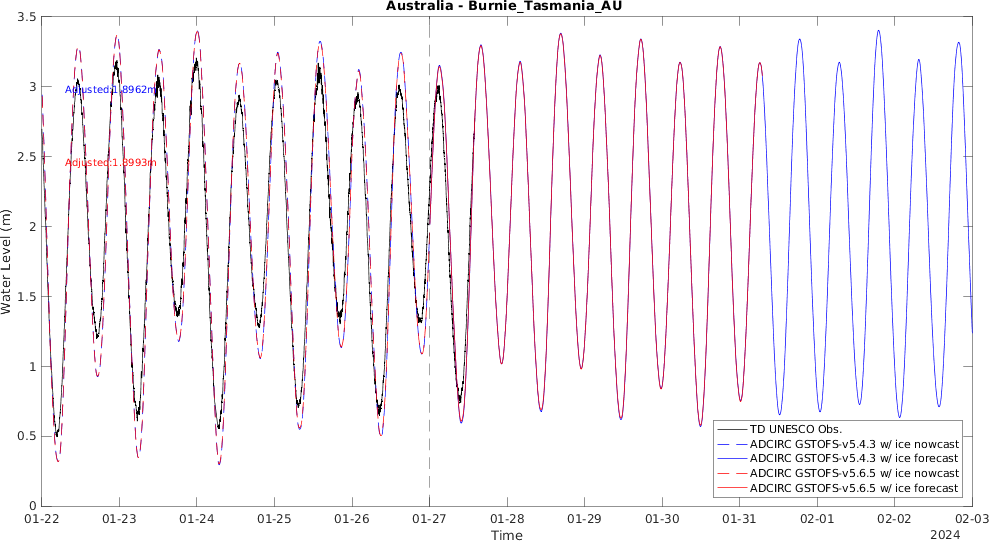 Australia - Burnie_Tasmania_AU
3.5
3
2.5
2
1.5
1
0.5
0
Water Level (m)
Adjusted:1.8962m
Adjusted:1.8993m
TD UNESCO Obs.
ADCIRC GSTOFS-v5.4.3 w/ ice nowcast
ADCIRC GSTOFS-v5.4.3 w/ ice forecast
ADCIRC GSTOFS-v5.6.5 w/ ice nowcast
ADCIRC GSTOFS-v5.6.5 w/ ice forecast
01-22 01-23 01-24 01-25 01-26 01-27 01-28 01-29 01-30 01-31 02-01 02-02 02-03
Time
2024